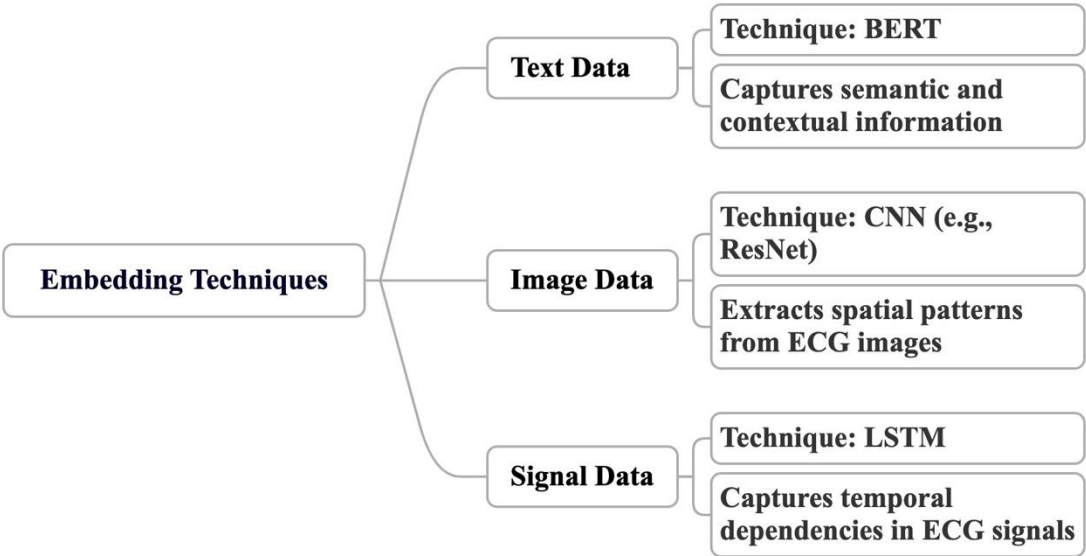 Embedding Techniques
Text Data
Technique: BERT
Captures semantic and
contextual information
Image Data
Technique: CNN (e.g.,
ResNet)
Extracts spatial patterns
from ECG images
Signal Data
Technique: LSTM
Captures temporal
dependencies in ECG signals